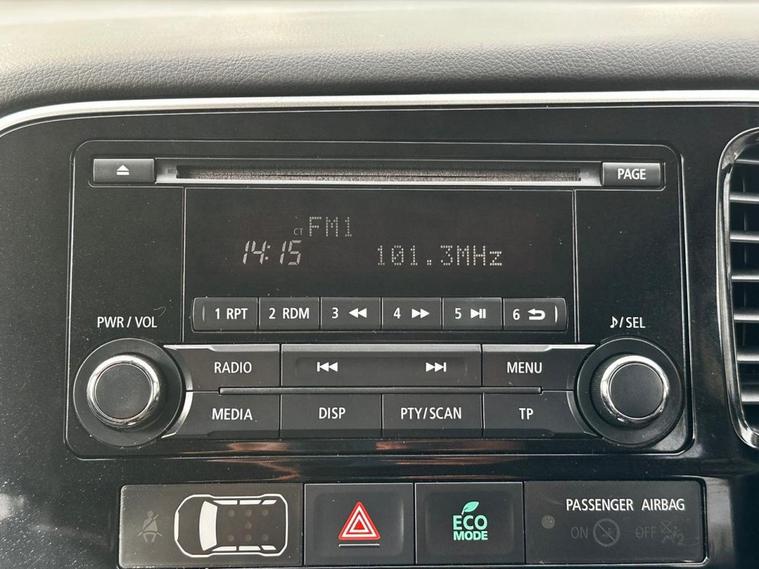 PAGE
CT FM1
14:15 101.3MHz
1 RPT 2 RDM 3 4 5 6
PWR / VOL
/ SEL
RADIO MENU
MEDIA DISP PTY/SCAN TP
ECO
MODE
PASSENGER AIRBAG
ON OFF